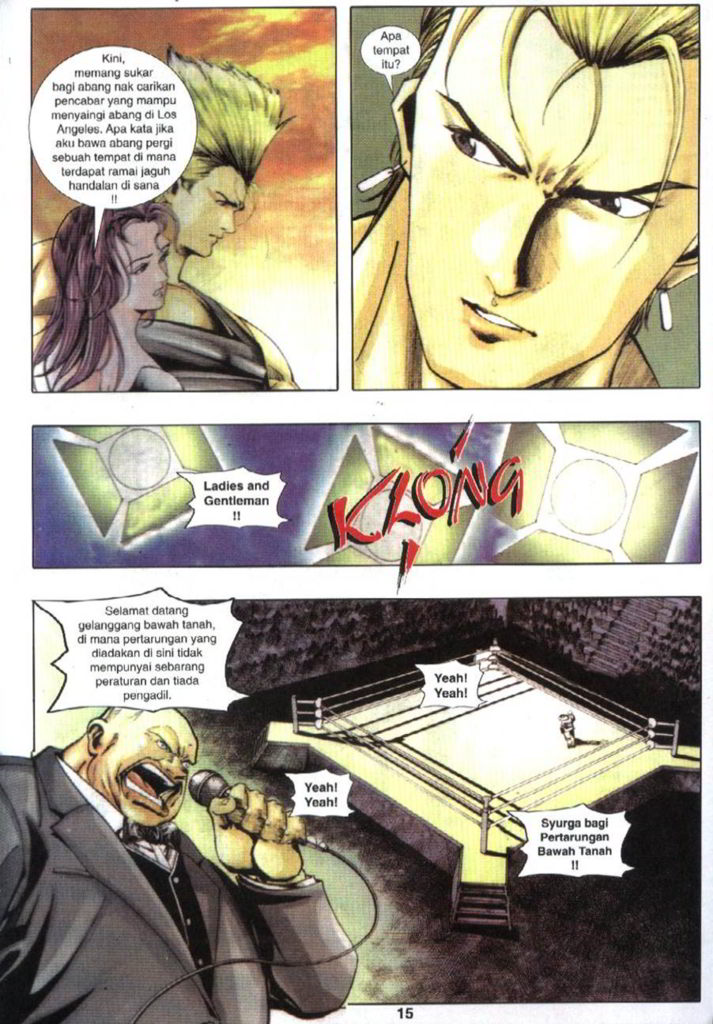 Kini,
memang sukar
bagi abang nak carikan
pencabar yang mampu
menyaingi abang di Los
Angeles. Apa kata jika
aku bawa abang pergi
sebuah tempat di mana
terdapat ramai jaguh
handalan di sana
!!
Apa
tempat
itu?
Ladies and
Gentleman
!!
KLONG
Selamat datang
gelanggang bawah tanah,
di mana pertarungan yang
diadakan di sini tidak
mempunyai sebarang
peraturan dan tiada
pengadil.
Yeah!
Yeah!
Yeah!
Yeah!
Syurga bagi
Pertarungan
Bawah Tanah
!!
15